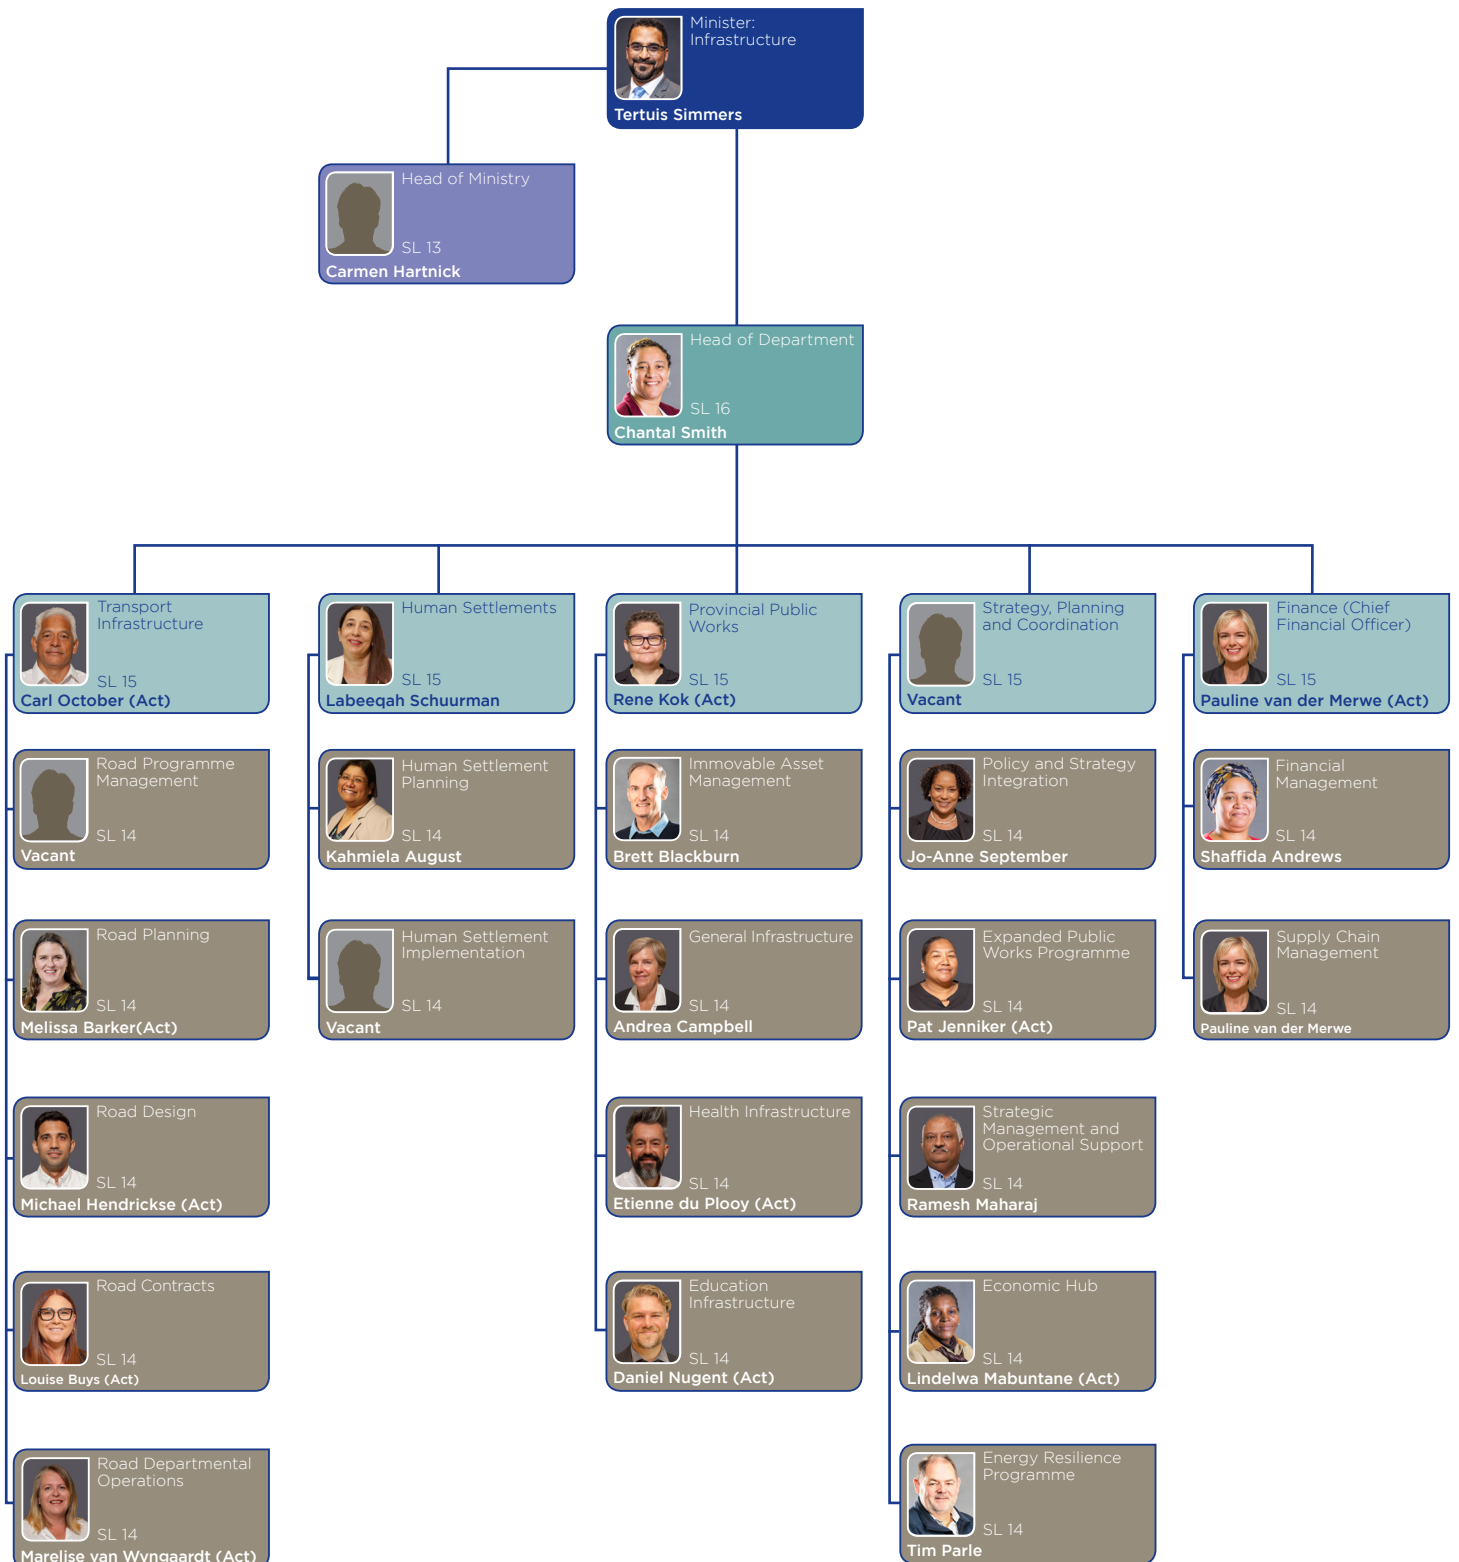 Minister:
Infrastructure
Tertuis Simmers
Head of Ministry
SL 13
Carmen Hartnick
Head of Department
SL 16
Chantal Smith
Transport
Infrastructure
SL 15
Carl October (Act)
Road Programme
Management
SL 14
Vacant
Road Planning
SL 14
Melissa Barker(Act)
Road Design
SL 14
Michael Hendrickse (Act)
Road Contracts
SL 14
Louise Buys (Act)
Road Departmental
Operations
SL 14
Marelise van Wyngaardt (Act)
Human Settlements
SL 15
Labeeqah Schuurman
Human Settlement
Planning
SL 14
Kahmiela August
Human Settlement
Implementation
SL 14
Vacant
Provincial Public
Works
SL 15
Rene Kok (Act)
Immovable Asset
Management
SL 14
Brett Blackburn
General Infrastructure
SL 14
Andrea Campbell
Health Infrastructure
SL 14
Etienne du Plooy (Act)
Education
Infrastructure
SL 14
Daniel Nugent (Act)
Strategy, Planning
and Coordination
SL 15
Vacant
Policy and Strategy
Integration
SL 14
Jo-Anne September
Expanded Public
Works Programme
SL 14
Pat Jenniker (Act)
Strategic
Management and
Operational Support
SL 14
Ramesh Maharaj
Economic Hub
SL 14
Lindelwa Mabuntane (Act)
Energy Resilience
Programme
SL 14
Tim Parle
Finance (Chief
Financial Officer)
SL 15
Pauline van der Merwe (Act)
Financial
Management
SL 14
Shaffida Andrews
Supply Chain
Management
SL 14
Pauline van der Merwe